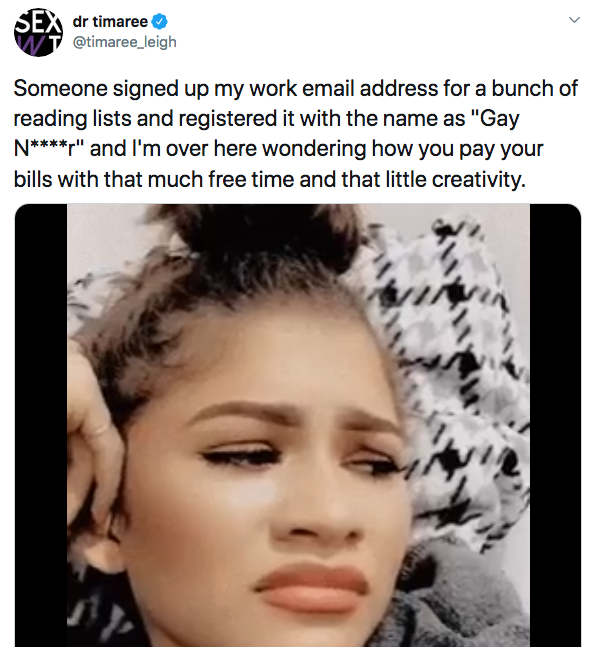 SEX
WT
dr timaree
@timaree_leigh
Someone signed up my work email address for a bunch of
reading lists and registered it with the name as "Gay
N****r" and I'm over here wondering how you pay your
bills with that much free time and that little creativity.